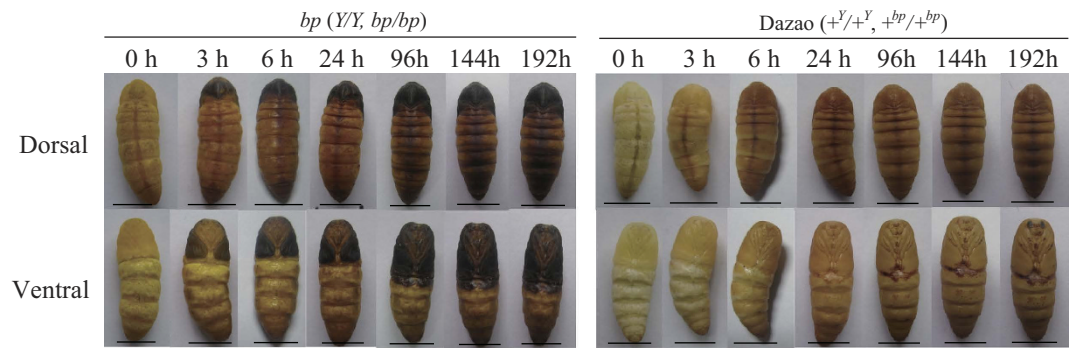 bp (Y/Y, bp/bp)
Dazao (+Y/+Y, +bp/+bp)
0 h 3 h 6 h 24 h 96h 144h 192h
0 h 3 h 6 h 24 h 96h 144h 192h
Dorsal
Ventral